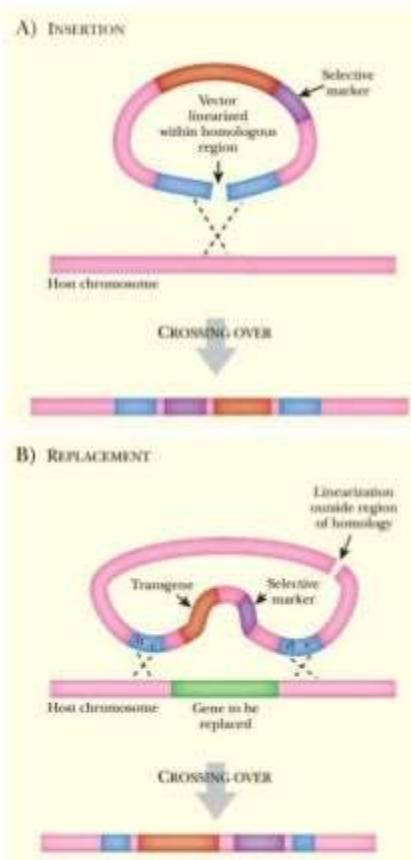 A) INSERTION
Selective
marker
Vector
linearized
within homologous
region
Host chromosome
CROSSING OVER
B) REPLACEMENT
Linearization
outside region
of homology
Transgene
Selective
marker
Host chromosome
Gene to be
replaced
CROSSING OVER